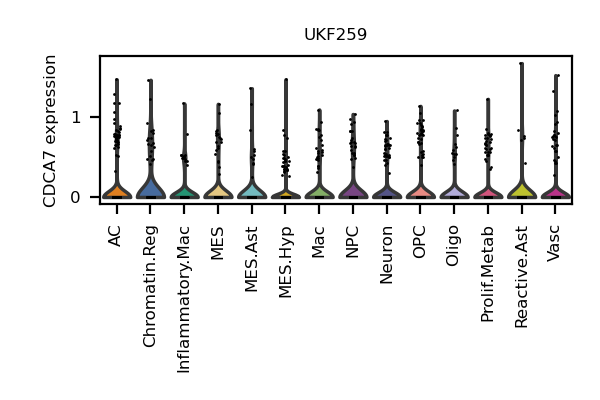 UKF259
CDCA7 expression
1
0
AC
Chromatin.Reg
Inflammatory.Mac
MES
MES.Ast
MES.Hyp
Mac
NPC
Neuron
OPC
Oligo
Prolif.Metab
Reactive.Ast
Vasc